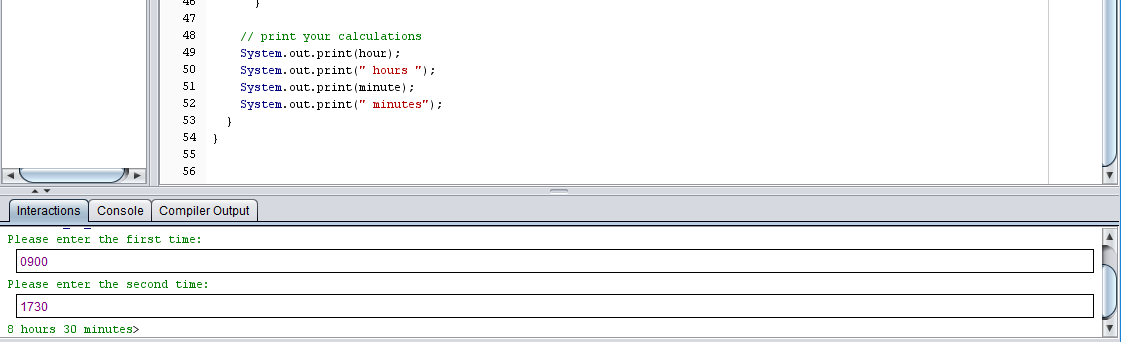 46 }
47
48 // print your calculations
49 System.out.print(hour);
50 System.out.print(" hours ");
51 System.out.print(minute);
52 System.out.print(" minutes");
53 }
54 }
55
56
Interactions Console Compiler Output
Please enter the first time:
0900
Please enter the second time:
1730
8 hours 30 minutes>